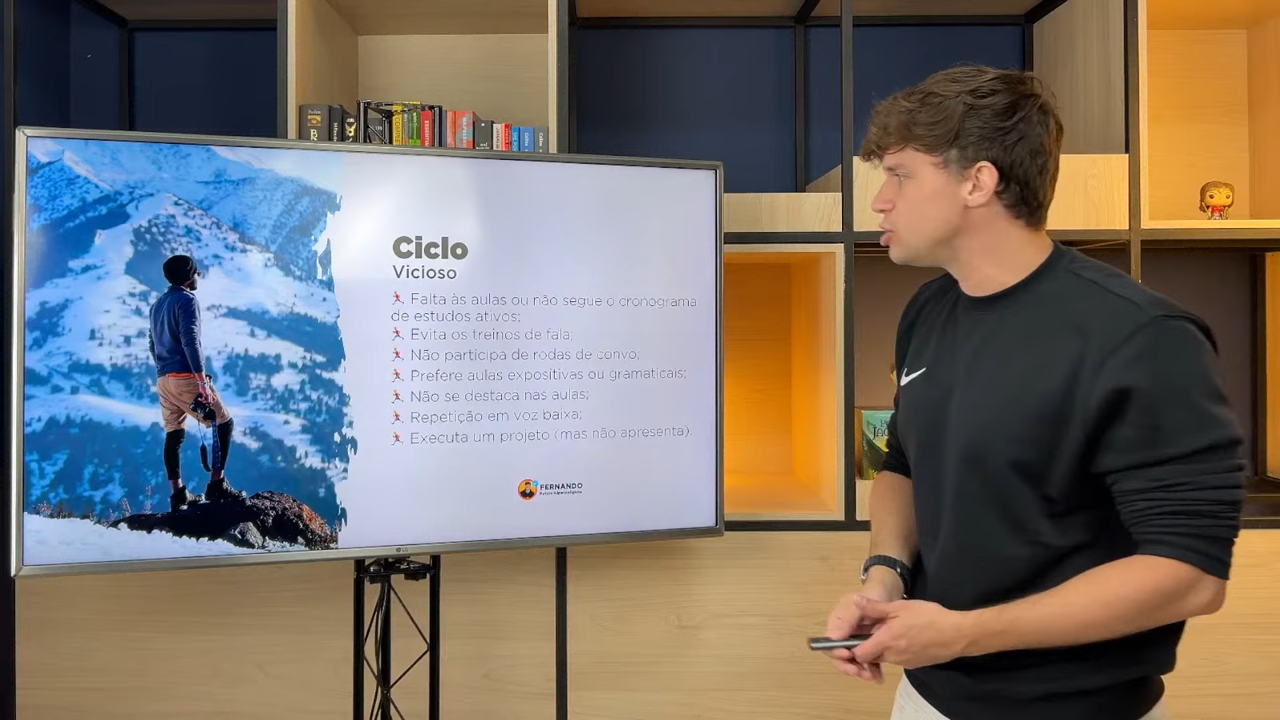 Ciclo
Vicioso
Falta às aulas ou não segue o cronograma
de estudos ativos;
Evita os treinos de fala;
Não participa de rodas de convo;
Prefere aulas expositivas ou gramaticais;
Não se destaca nas aulas;
Repetição em voz baixa;
Executa um projeto (mas não apresenta).
FERNANDO
LG